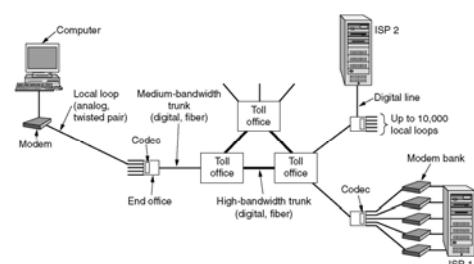 Computer
ISP 2
Local loop
(analog,
twisted pair)
Medium-bandwidth
trunk
(digital, fiber)
Digital line
Toll
office
Up to 10,000
local loops
Modem
Codec
Toll
office
Toll
office
Modem bank
End office
High-bandwidth trunk
(digital, fiber)
Codec
ISP 1